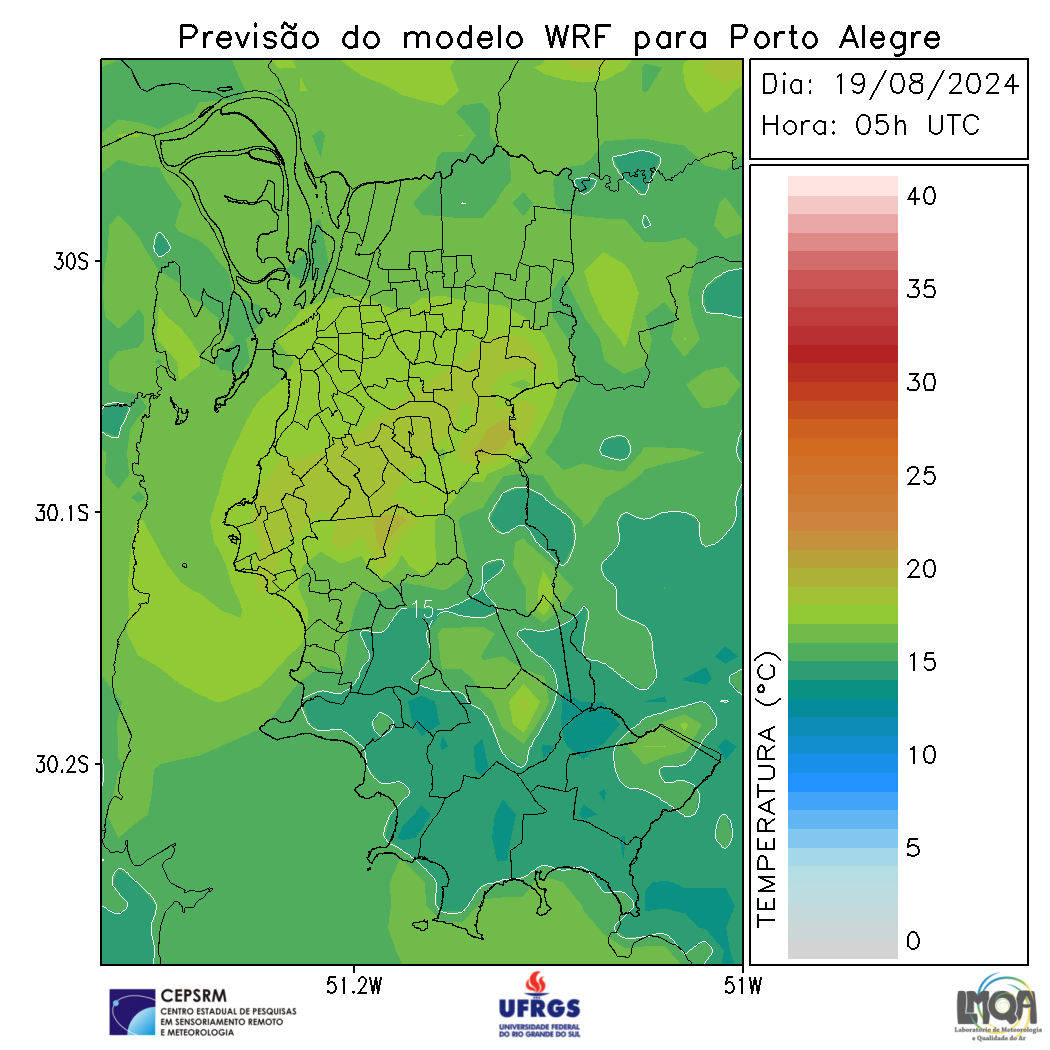 Previsão do modelo WRF para Porto Alegre
Dia: 19/08/2024
Hora: 05h UTC
30S
30.1S
30.2S
51.2W
51W
15
40
35
30
25
20
15
10
5
0
TEMPERATURA (°C)
CEPSRM
CENTRO ESTADUAL DE PESQUISAS
EM SENSORIAMENTO REMOTO
E METEOROLOGIA
UFRGS
UNIVERSIDADE FEDERAL
DO RIO GRANDE DO SUL
LMQA
Laboratório de Meteorologia
e Qualidade do Ar